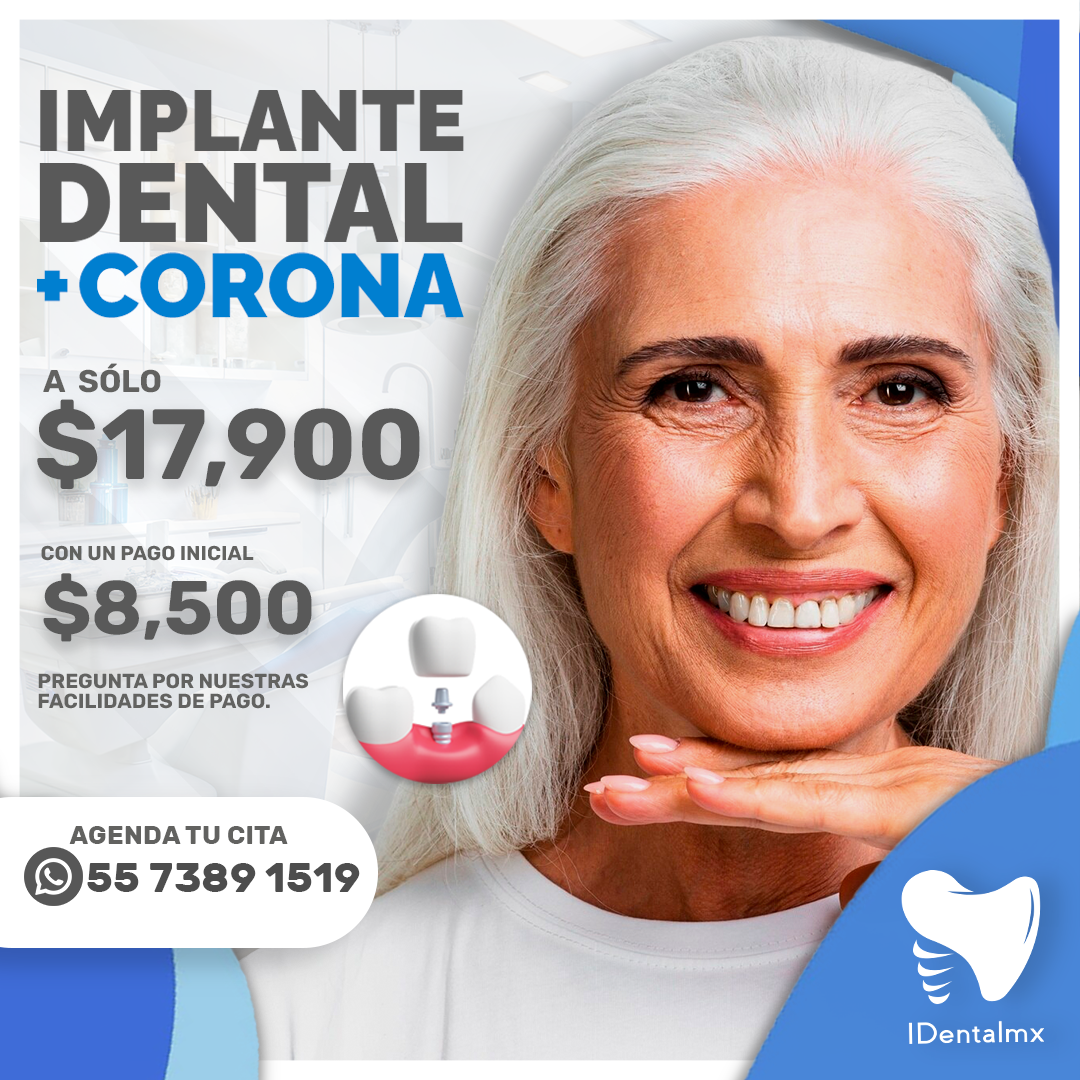 IMPLANTE
DENTAL
+CORONA
A SÓLO
$17,900
CON UN PAGO INICIAL
$8,500
PREGUNTA POR NUESTRAS
FACILIDADES DE PAGO.
AGENDA TU CITA
55 7389 1519
IDentalmx